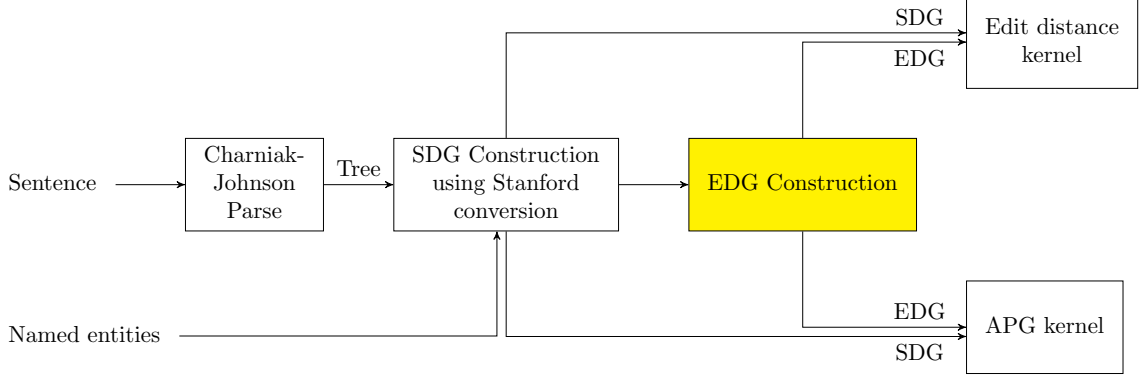 SDG
Edit distance
kernel
EDG
Sentence
Charniak-
Johnson
Parse
Tree
SDG Construction
using Stanford
conversion
EDG Construction
Named entities
EDG
APG kernel
SDG